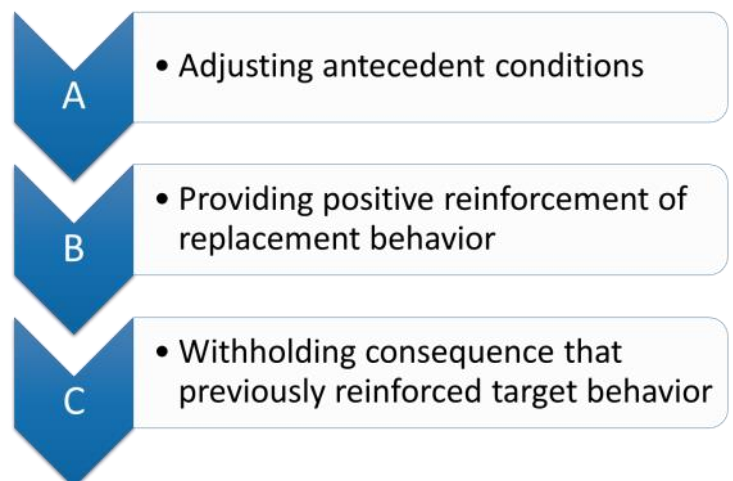 A
• Adjusting antecedent conditions
B
• Providing positive reinforcement of
replacement behavior
C
• Withholding consequence that
previously reinforced target behavior